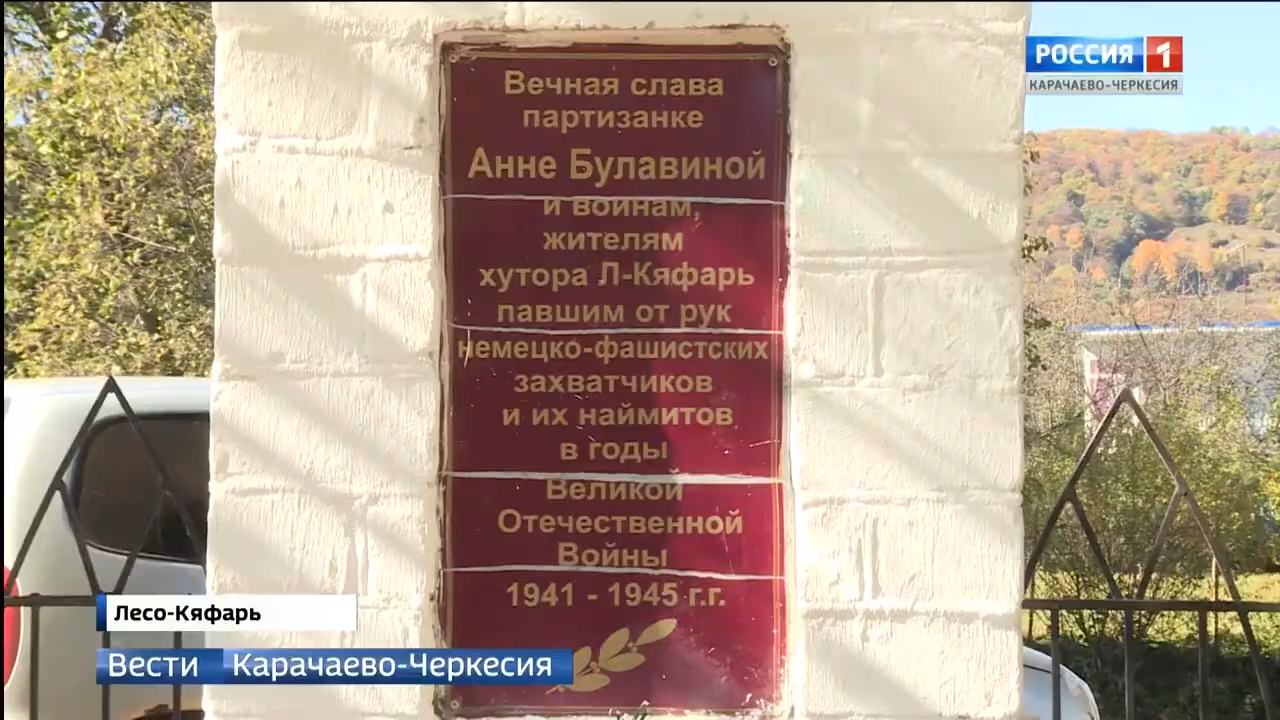 РОССИЯ 1
КАРАЧАЕВО-ЧЕРКЕСИЯ
Вечная слава
партизанке
Анне Булавиной
и воинам,
жителям
хутора Л-Кяфарь
павшим от рук
немецко-фашистских
захватчиков
и их наймитов
в годы
Великой
Отечественной
Войны
1941 - 1945 г.г.
Лесо-Кяфарь
Вести Карачаево-Черкесия